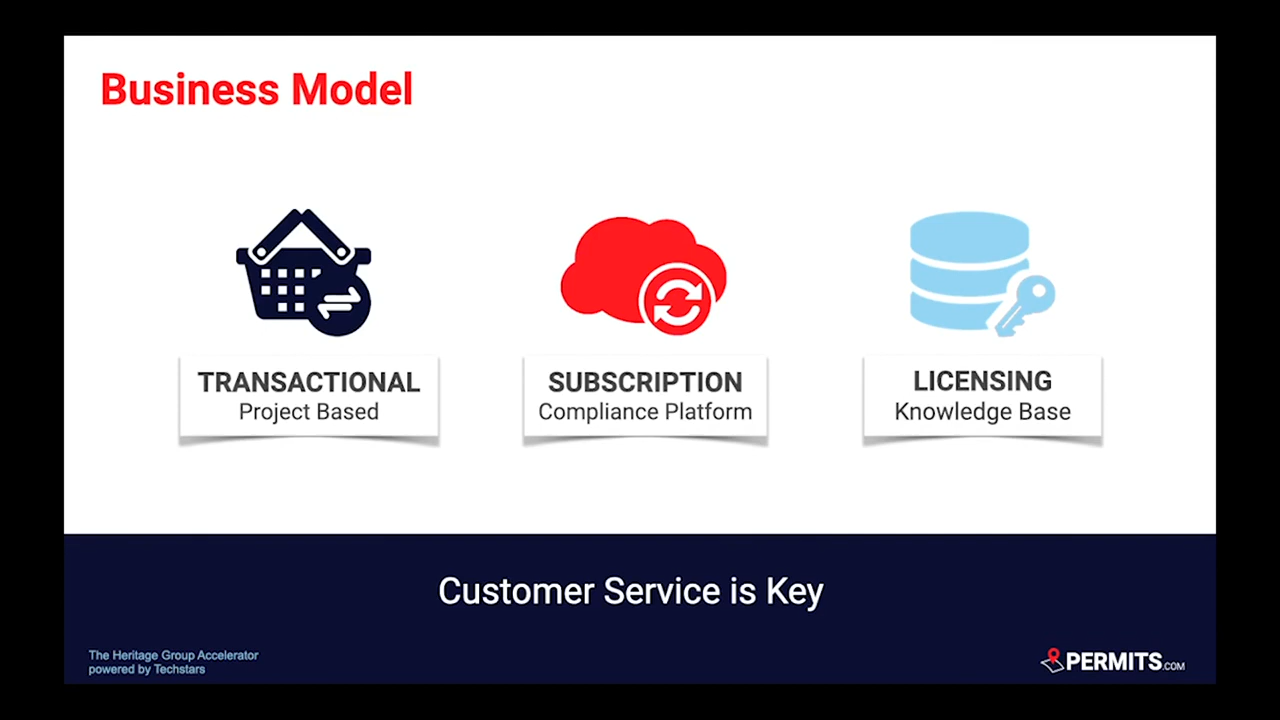 Business Model
TRANSACTIONAL
Project Based
SUBSCRIPTION
Compliance Platform
LICENSING
Knowledge Base
Customer Service is Key
The Heritage Group Accelerator
powered by Techstars
PERMITS.COM